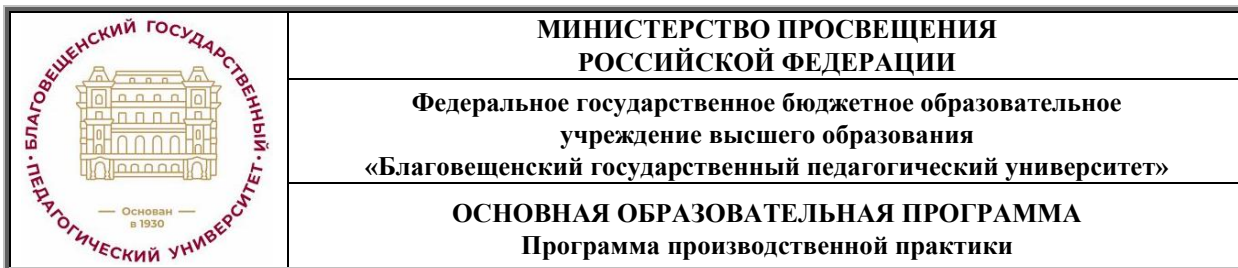 БЛАГОВЕЩЕНСКИЙ ГОСУДАРСТВЕННЫЙ
ПЕДАГОГИЧЕСКИЙ УНИВЕРСИТЕТ
Основан
в 1930
МИНИСТЕРСТВО ПРОСВЕЩЕНИЯ
РОССИЙСКОЙ ФЕДЕРАЦИИ
Федеральное государственное бюджетное образовательное
учреждение высшего образования
«Благовещенский государственный педагогический университет»
ОСНОВНАЯ ОБРАЗОВАТЕЛЬНАЯ ПРОГРАММА
Программа производственной практики